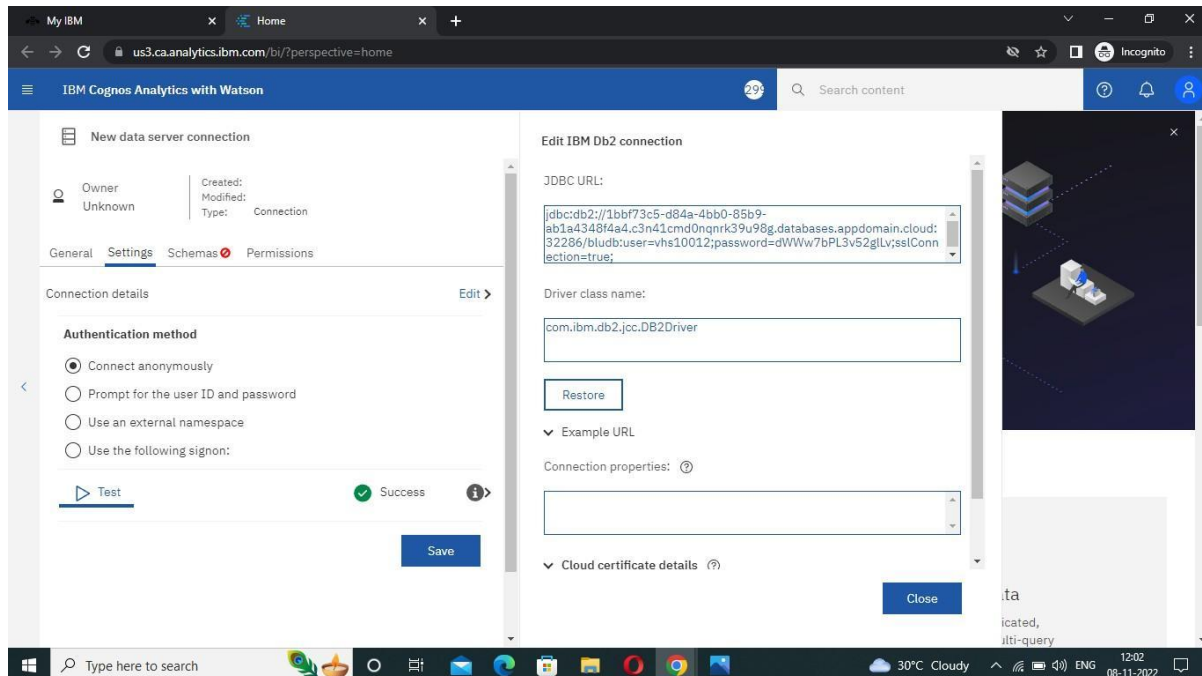 My IBM
Home
us3.ca.analytics.ibm.com/bi/?perspective=home
Incognito
IBM Cognos Analytics with Watson
Search content
New data server connection
Owner
Unknown
Created:
Modified:
Type: Connection
General Settings Schemas Permissions
Connection details
Edit
Authentication method
Connect anonymously
Prompt for the user ID and password
Use an external namespace
Use the following signon:
Test
Success
Save
Edit IBM Db2 connection
JDBC URL:
jdbc:db2://1bbf73c5-d84a-4bb0-85b9-
ab1a4348f4a4.c3n41cmd0nqnrk39u98g.databases.appdomain.cloud:
32286/bludb:user=vhs10012;password=dWWw7bPL3v52glLv;sslConn
ection=true;
Driver class name:
com.ibm.db2.jcc.DB2Driver
Restore
Example URL
Connection properties:
Cloud certificate details
Close
Type here to search
30°C Cloudy
ENG
12:02
08-11-2022